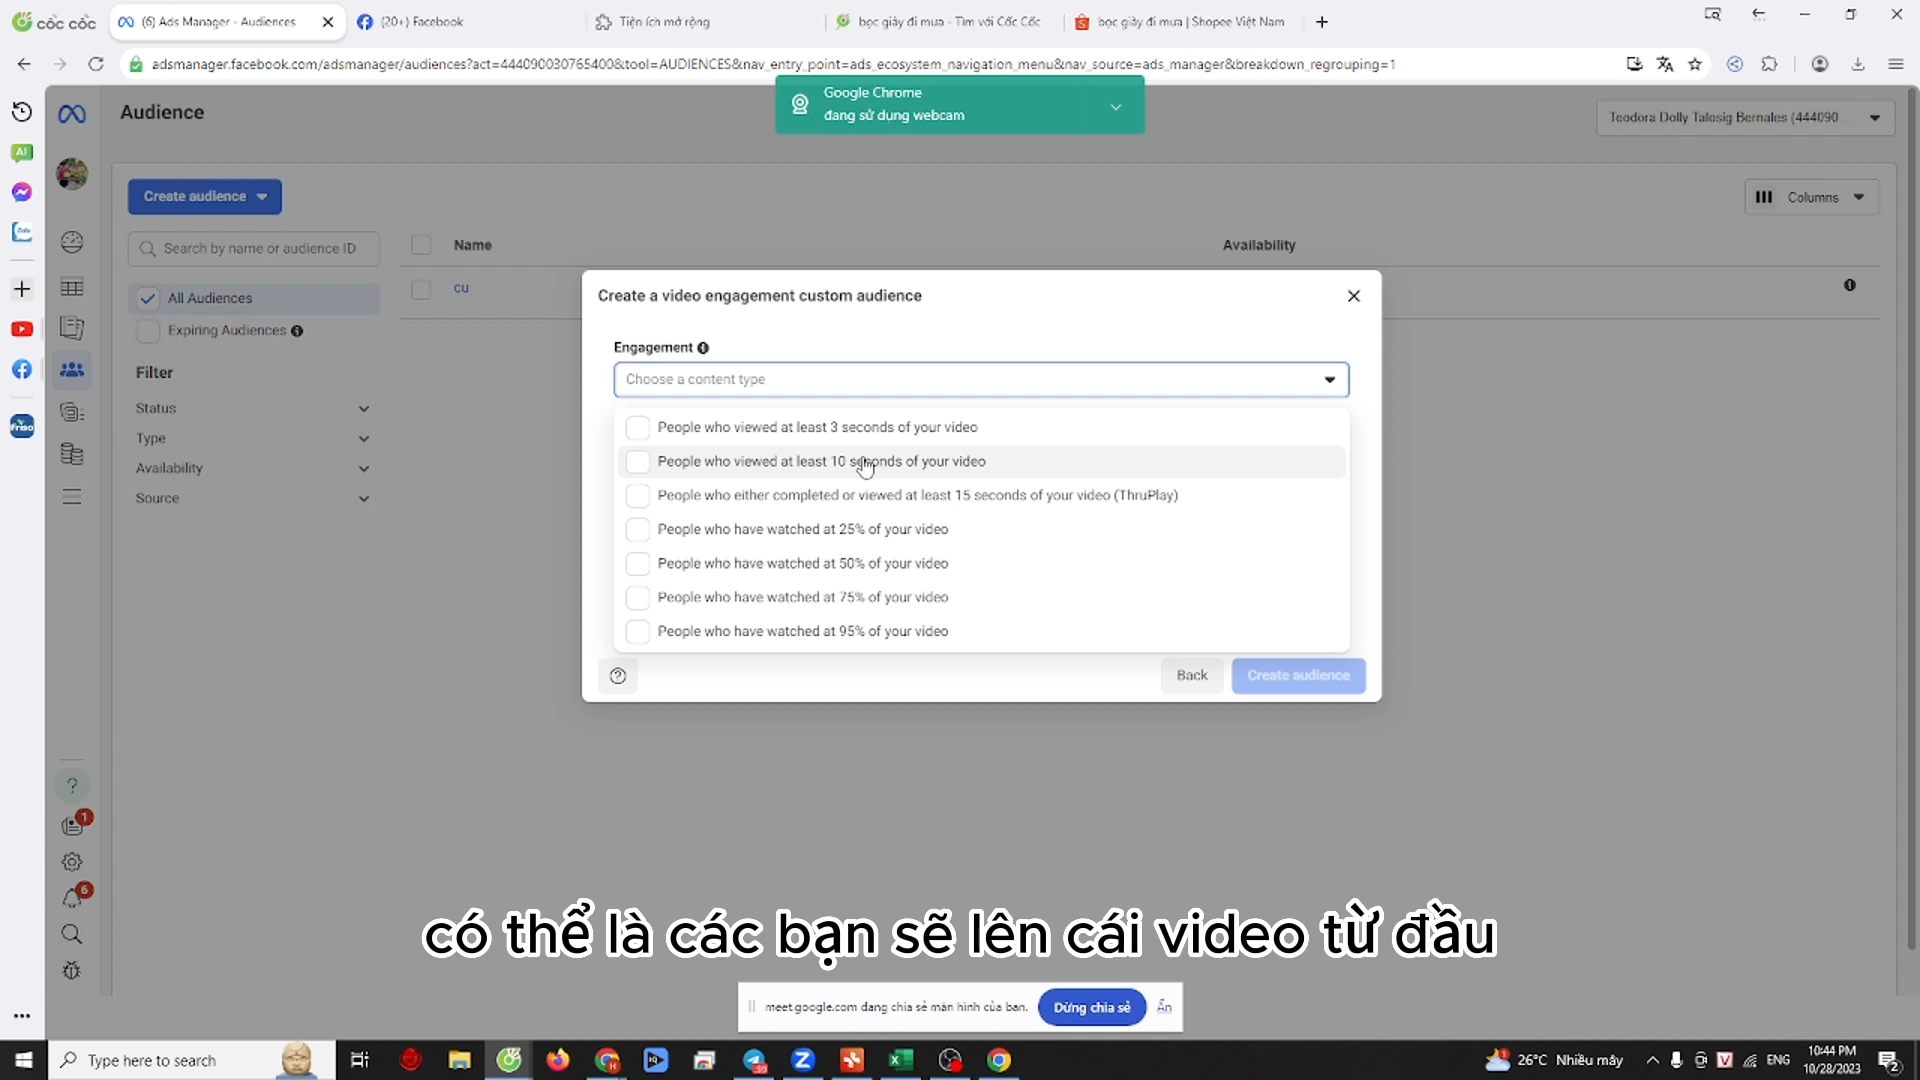 cốc cốc
(6) Ads Manager - Audiences
(20+) Facebook
Tiện ích mở rộng
bọc giày đi mưa - Tìm với Cốc Cốc
bọc giày đi mưa | Shopee Việt Nam
adsmanager.facebook.com/adsmanager/audiences?act=444090030765400&tool=AUDIENCES&nav_entry_point=ads_ecosystem_navigation_menu&nav_source=ads_manager&breakdown_regrouping=1
Google Chrome
đang sử dụng webcam
Audience
Teodora Dolly Talosig Bernales (444090...
Create audience
Columns
Search by name or audience ID
Name
Availability
All Audiences
cu
Expiring Audiences
Filter
Status
Type
Availability
Source
Create a video engagement custom audience
Engagement
Choose a content type
People who viewed at least 3 seconds of your video
People who viewed at least 10 seconds of your video
People who either completed or viewed at least 15 seconds of your video (ThruPlay)
People who have watched at 25% of your video
People who have watched at 50% of your video
People who have watched at 75% of your video
People who have watched at 95% of your video
Back
Create audience
AI
Zalo
Friso
1
6
có thể là các bạn sẽ lên cái video từ đầu
meet.google.com đang chia sẻ màn hình của bạn.
Dừng chia sẻ
Ẩn
Type here to search
26°C Nhiều mây
ENG
10:44 PM
10/28/2023
2